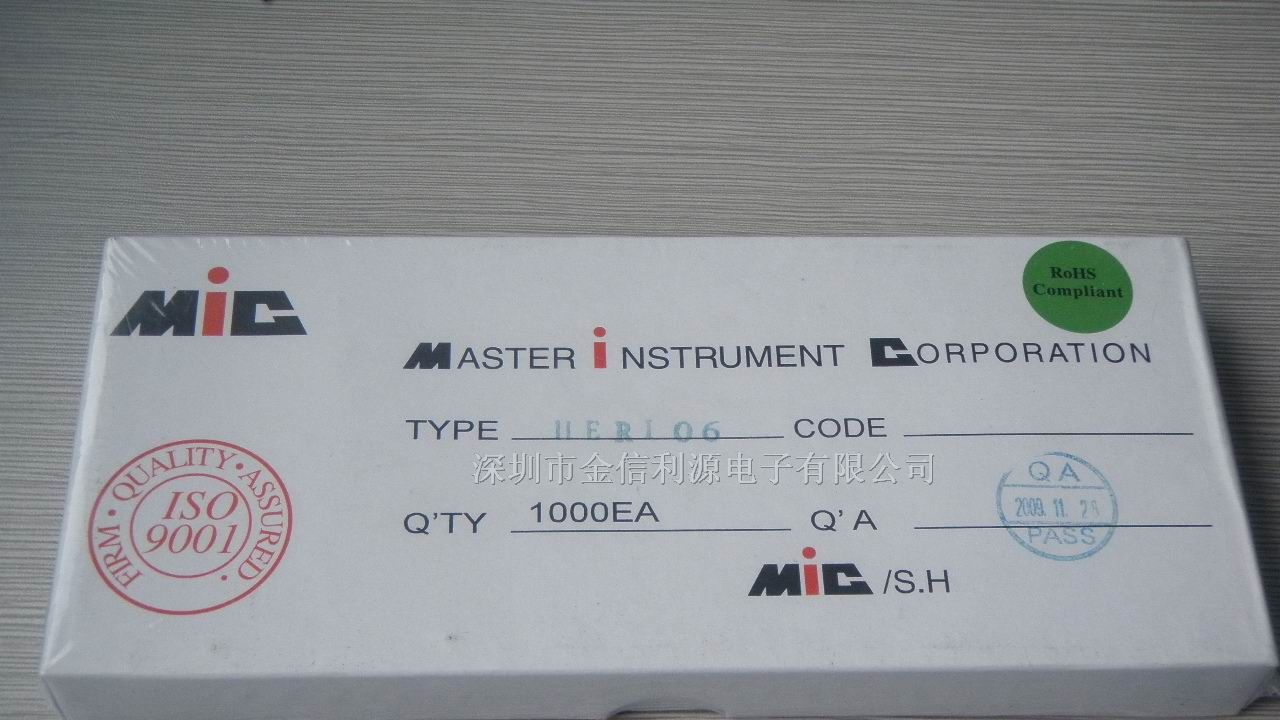 MiC
RoHS
Compliant
MASTER iNSTRUMENT CORPORATION
TYPE HER106 CODE
深圳市金信利源电子有限公司
Q'TY 1000EA Q'A
QA
2009.11.
PASS
FIRM · QUALITY · ASSURED ·
ISO
9001
MiC /S.H